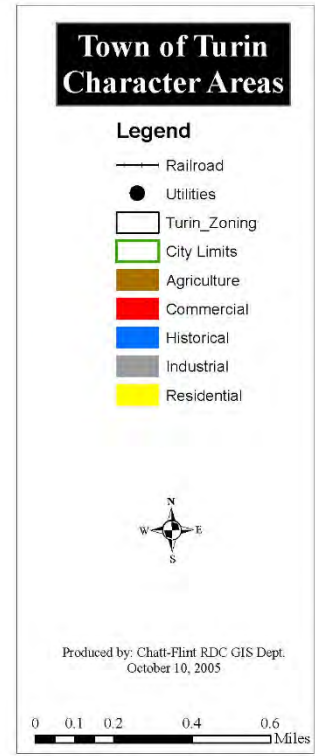 Town of Turin
Character Areas
Legend
Railroad
Utilities
Turin_Zoning
City Limits
Agriculture
Commercial
Historical
Industrial
Residential
N
W E
S
Produced by: Chatt-Flint RDC GIS Dept.
October 10, 2005
0 0.1 0.2 0.4 0.6
Miles